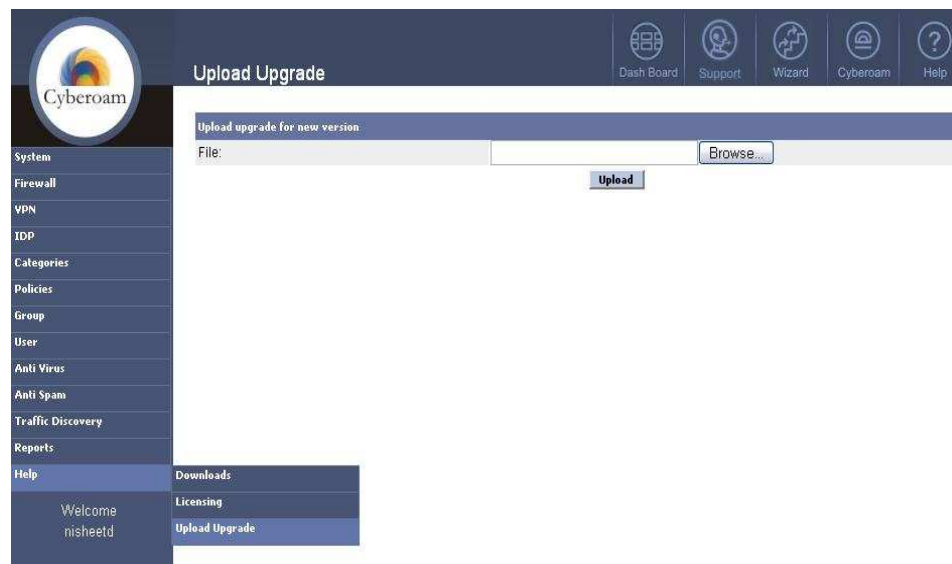 Cyberoam
Upload Upgrade
Dash Board
Support
Wizard
Cyberoam
Help
Upload upgrade for new version
File:
Browse...
Upload
System
Firewall
VPN
IDP
Categories
Policies
Group
User
Anti Virus
Anti Spam
Traffic Discovery
Reports
Help
Downloads
Licensing
Upload Upgrade
Welcome
nisheetd